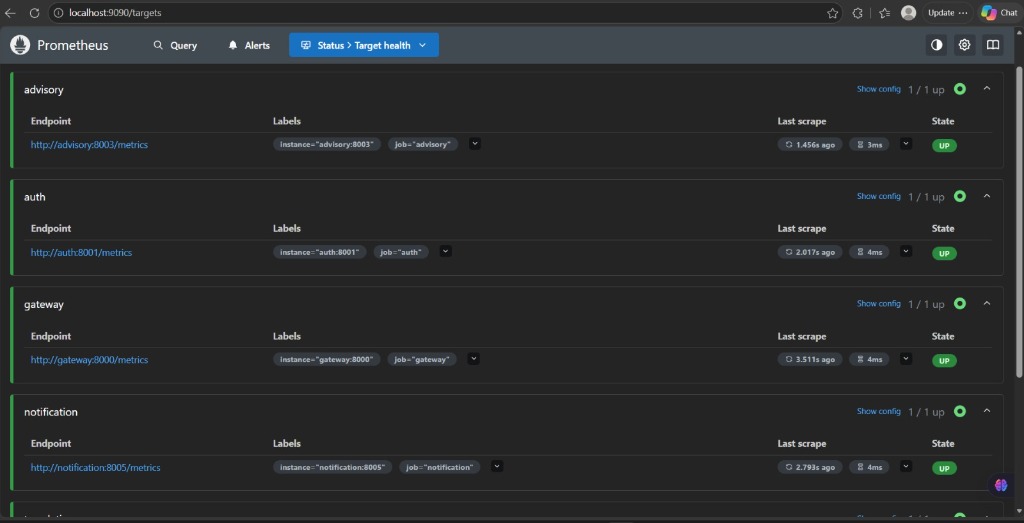 localhost:9090/targets
Update
Chat
Prometheus
Query
Alerts
Status > Target health
advisory
Show config 1 / 1 up
Endpoint Labels Last scrape State
http://advisory:8003/metrics instance="advisory:8003" job="advisory" 1.456s ago 3ms UP
auth
Show config 1 / 1 up
Endpoint Labels Last scrape State
http://auth:8001/metrics instance="auth:8001" job="auth" 2.017s ago 4ms UP
gateway
Show config 1 / 1 up
Endpoint Labels Last scrape State
http://gateway:8000/metrics instance="gateway:8000" job="gateway" 3.511s ago 4ms UP
notification
Show config 1 / 1 up
Endpoint Labels Last scrape State
http://notification:8005/metrics instance="notification:8005" job="notification" 2.793s ago 4ms UP